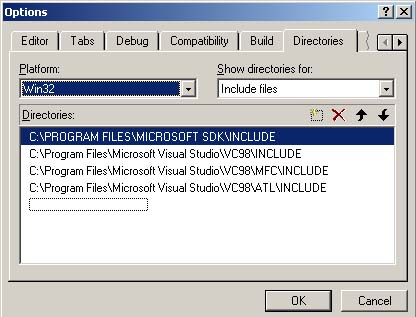 Options
Editor Tabs Debug Compatibility Build Directories
Platform: Show directories for:
Win32 Include files
Directories:
C:\PROGRAM FILES\MICROSOFT SDK\INCLUDE
C:\Program Files\Microsoft Visual Studio\VC98\INCLUDE
C:\Program Files\Microsoft Visual Studio\VC98\MFC\INCLUDE
C:\Program Files\Microsoft Visual Studio\VC98\ATL\INCLUDE
OK Cancel